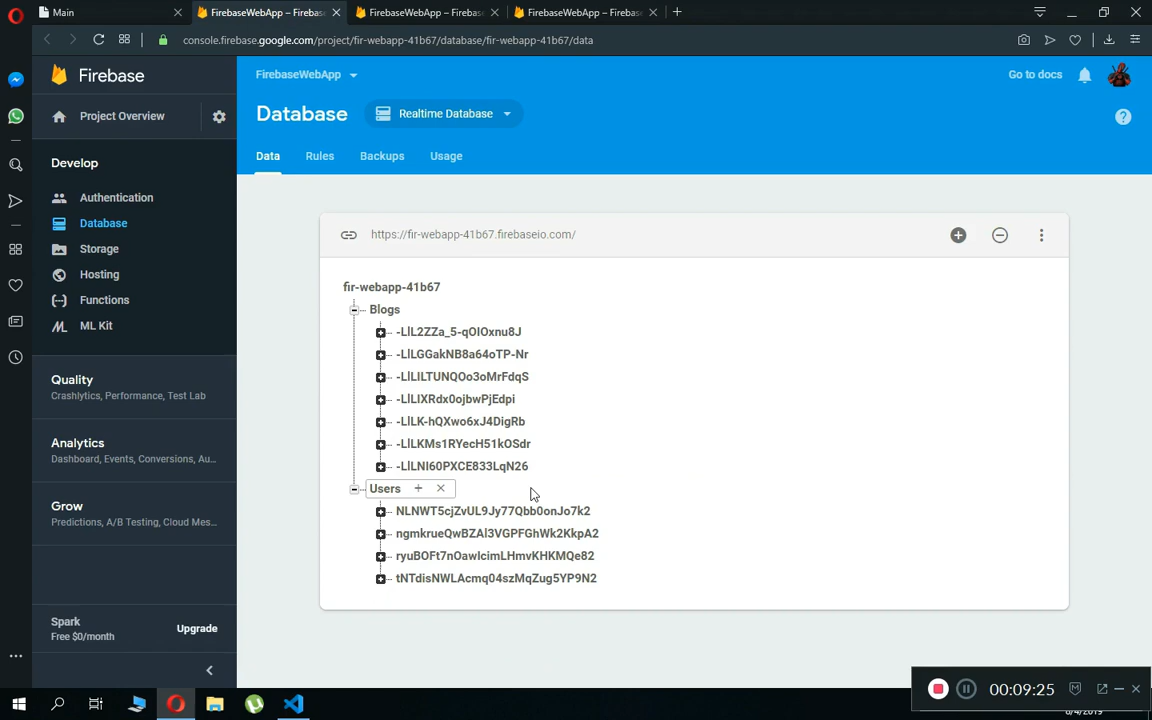 Main
FirebaseWebApp – Firebase
FirebaseWebApp – Firebase
FirebaseWebApp – Firebase
console.firebase.google.com/project/fir-webapp-41b67/database/fir-webapp-41b67/data
Firebase
FirebaseWebApp
Go to docs
Project Overview
Database
Realtime Database
Data
Rules
Backups
Usage
Develop
Authentication
Database
Storage
Hosting
Functions
ML Kit
Quality
Crashlytics, Performance, Test Lab
Analytics
Dashboard, Events, Conversions, Au...
Grow
Predictions, A/B Testing, Cloud Mes...
Spark
Free $0/month
Upgrade
https://fir-webapp-41b67.firebaseio.com/
fir-webapp-41b67
Blogs
-LlL2ZZa_5-qOIOxnu8J
-LlLGGakNB8a64oTP-Nr
-LlLILTUNQOo3oMrFdqS
-LlLIXRdx0ojbwPjEdpi
-LlLK-hQXwo6xJ4DigRb
-LlLKMs1RYecH51kOSdr
-LlLNI60PXCE833LqN26
Users
NLNWT5cjZvUL9Jy77Qbb0onJo7k2
ngmkrueQwBZAl3VGPFGhWk2KkpA2
ryuBOFt7nOawIcimLHmvKHKMQe82
tNTdisNWLAcmq04szMqZug5YP9N2
00:09:25
8/4/2019